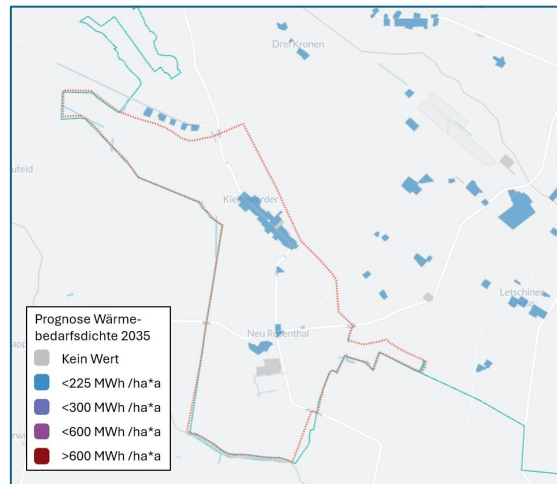 Drei Kronen
ufeld
Letschin
Neu Rosenthal
Prognose Wärme-
bedarfsdichte 2035
Kein Wert
<225 MWh /ha*a
<300 MWh /ha*a
<600 MWh /ha*a
>600 MWh /ha*a